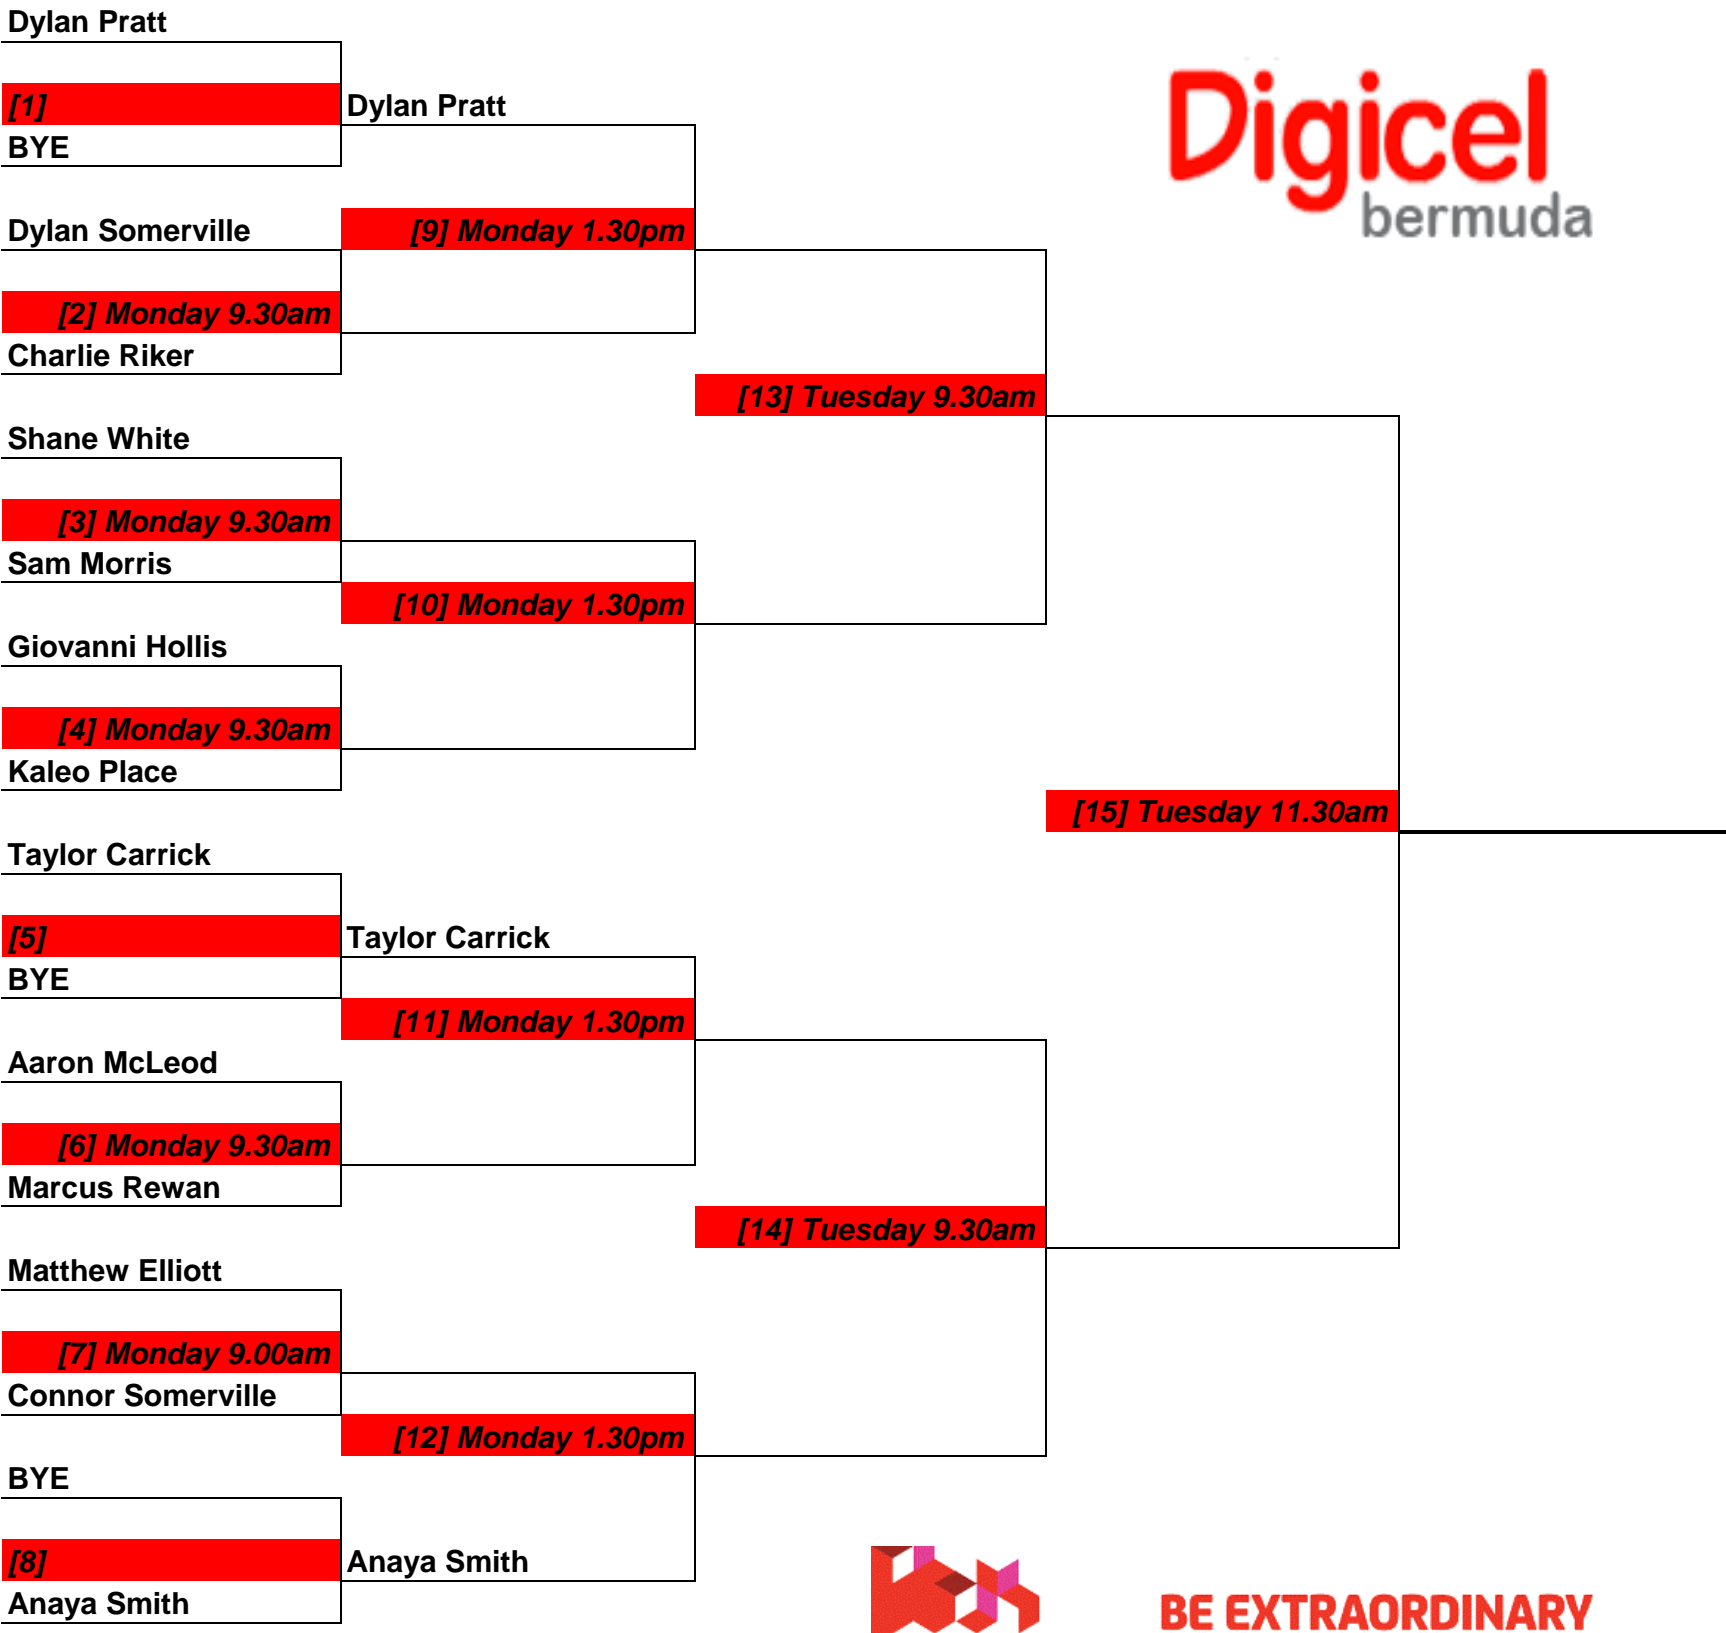 Dylan Pratt
[1]
Dylan Pratt
BYE
Digicel
bermuda
Dylan Somerville
[9] Monday 1.30pm
[2] Monday 9.30am
Charlie Riker
[13] Tuesday 9.30am
Shane White
[3] Monday 9.30am
Sam Morris
[10] Monday 1.30pm
Giovanni Hollis
[4] Monday 9.30am
Kaleo Place
[15] Tuesday 11.30am
Taylor Carrick
[5]
Taylor Carrick
BYE
[11] Monday 1.30pm
Aaron McLeod
[6] Monday 9.30am
Marcus Rewan
[14] Tuesday 9.30am
Matthew Elliott
[7] Monday 9.00am
Connor Somerville
[12] Monday 1.30pm
BYE
[8]
Anaya Smith
Anaya Smith
BE EXTRAORDINARY